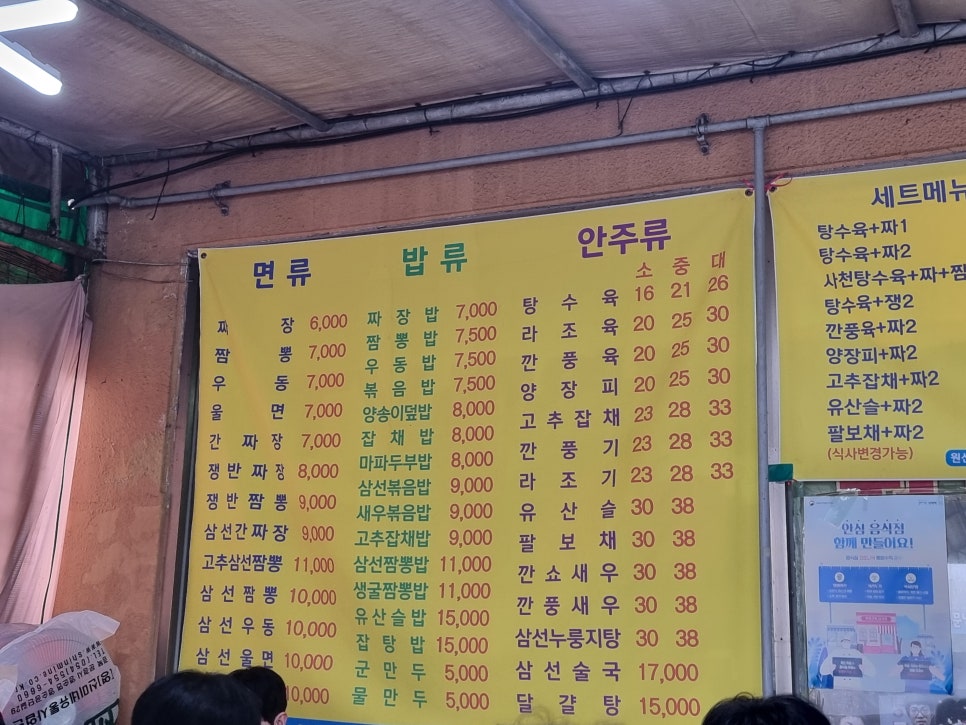 면류
짜장 6,000
짬뽕 7,000
우동 7,000
울면 7,000
간짜장 7,000
쟁반짜장 8,000
쟁반짬뽕 9,000
삼선간짜장 9,000
고추삼선짬뽕 11,000
삼선짬뽕 10,000
삼선우동 10,000
삼선울면 10,000
10,000
밥류
짜장밥 7,000
짬뽕밥 7,500
우동밥 7,500
볶음밥 7,500
양송이덮밥 8,000
잡채밥 8,000
마파두부밥 8,000
삼선볶음밥 9,000
새우볶음밥 9,000
고추잡채밥 9,000
삼선짬뽕밥 11,000
생굴짬뽕밥 11,000
유산슬밥 15,000
잡탕밥 15,000
군만두 5,000
물만두 5,000
안주류
소 중 대
탕수육 16 21 26
라조육 20 25 30
깐풍육 20 25 30
양장피 20 25 30
고추잡채 23 28 33
깐풍기 23 28 33
라조기 23 28 33
유산슬 30 38
팔보채 30 38
깐쇼새우 30 38
깐풍새우 30 38
삼선누룽지탕 30 38
삼선술국 17,000
달걀탕 15,000
세트메뉴
탕수육+짜1
탕수육+짜2
사천탕수육+짜+짬
탕수육+쟁2
깐풍육+짜2
양장피+짜2
고추잡채+짜2
유산슬+짜2
팔보채+짜2
(식사변경가능)
원산
안심 음식점
함께 만들어요!